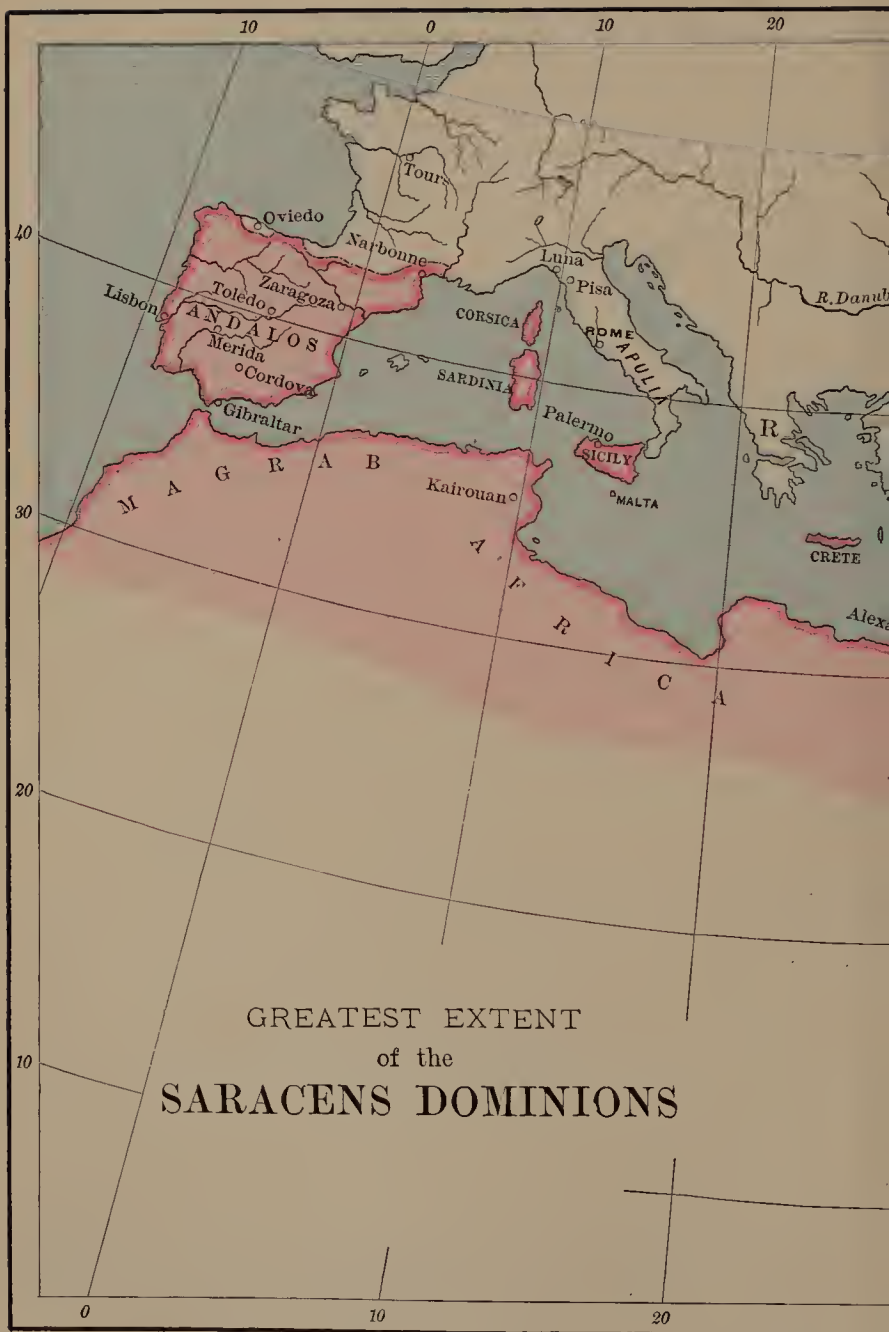 10 0 10 20
Tours
Oviedo
40
Narbonne
Luna
Pisa
R. Danub
Zaragoza
Toledo
Lisbon
ANDALOS
CORSICA
ROME
APULIA
Merida
Cordova
SARDINIA
Gibraltar
Palermo
SICILY
R
MAGRAB
Kairouan
MALTA
30
CRETE
AFRICA
Alexa
20
GREATEST EXTENT
of the
SARACENS DOMINIONS
10
0 10 20